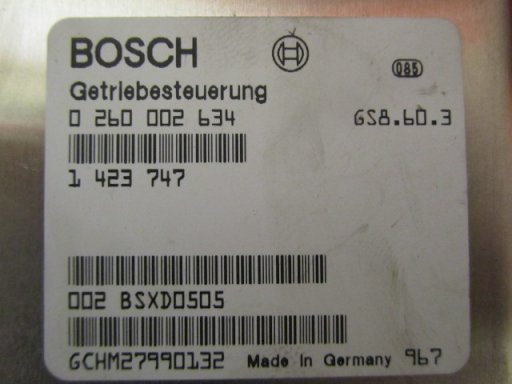 BOSCH
085
Getriebesteuerung
0 260 002 634 GS8.60.3
1 423 747
002 BSXD0505
GCHM27990132 Made in Germany 967